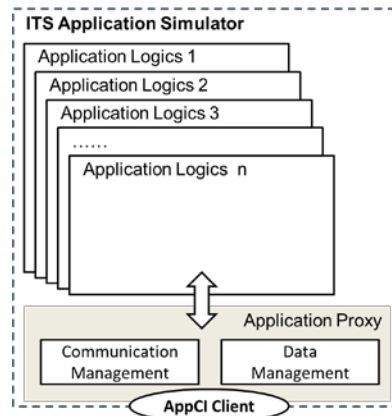 ITS Application Simulator
Application Logics 1
Application Logics 2
Application Logics 3
......
Application Logics n
Application Proxy
Communication
Management
Data
Management
AppCI Client